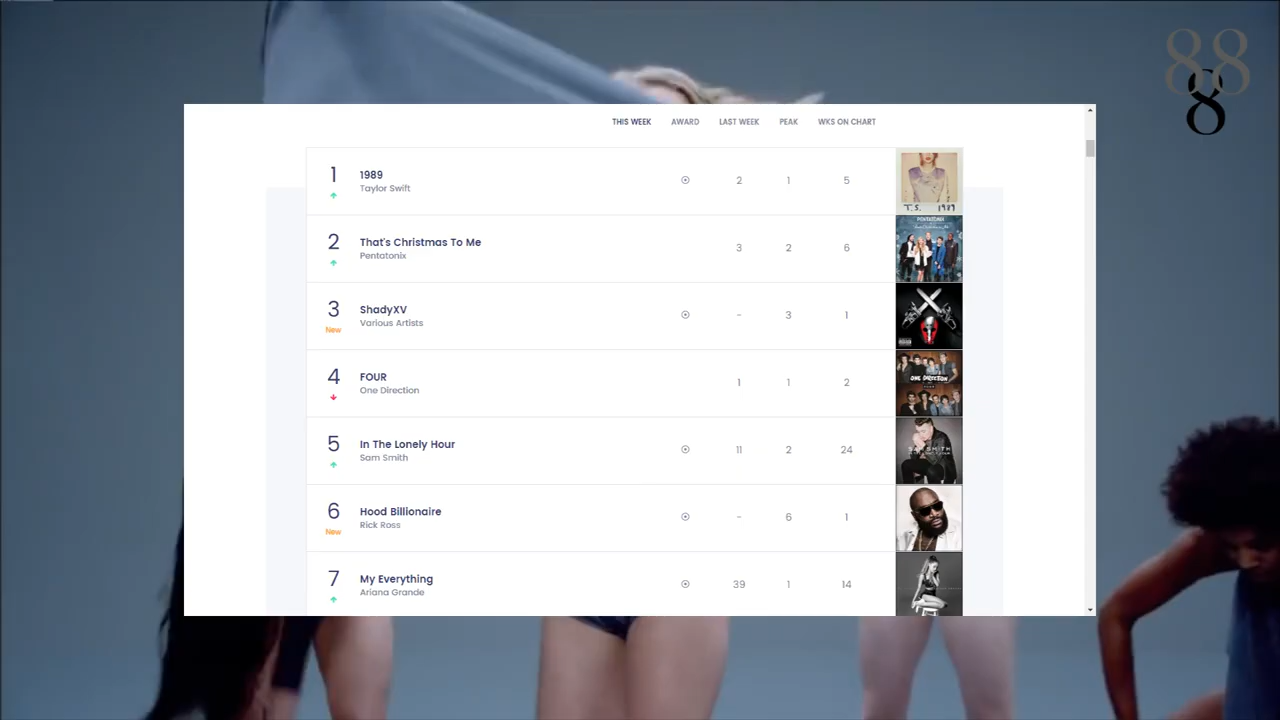 888
THIS WEEK AWARD LAST WEEK PEAK WKS ON CHART
1 1989 2 1 5
Taylor Swift
T.S. 1989
2 That's Christmas To Me 3 2 6
Pentatonix
PENTATONIX
3 ShadyXV - 3 1
New Various Artists
4 FOUR 1 1 2
One Direction
ONE DIRECTION
5 In The Lonely Hour 11 2 24
Sam Smith
SAM SMITH
6 Hood Billionaire - 6 1
New Rick Ross
7 My Everything 39 1 14
Ariana Grande